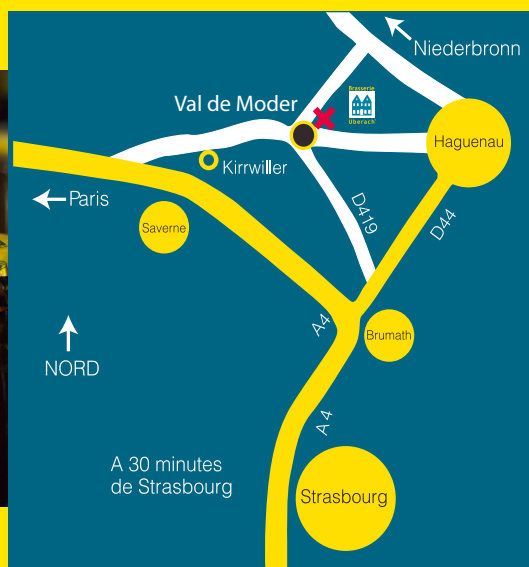 Niederbronn
Brasserie
Uberach
Val de Moder
Haguenau
Kirrwiller
Paris
D419
D44
Saverne
A4
Brumath
NORD
A 4
A 30 minutes
de Strasbourg
Strasbourg